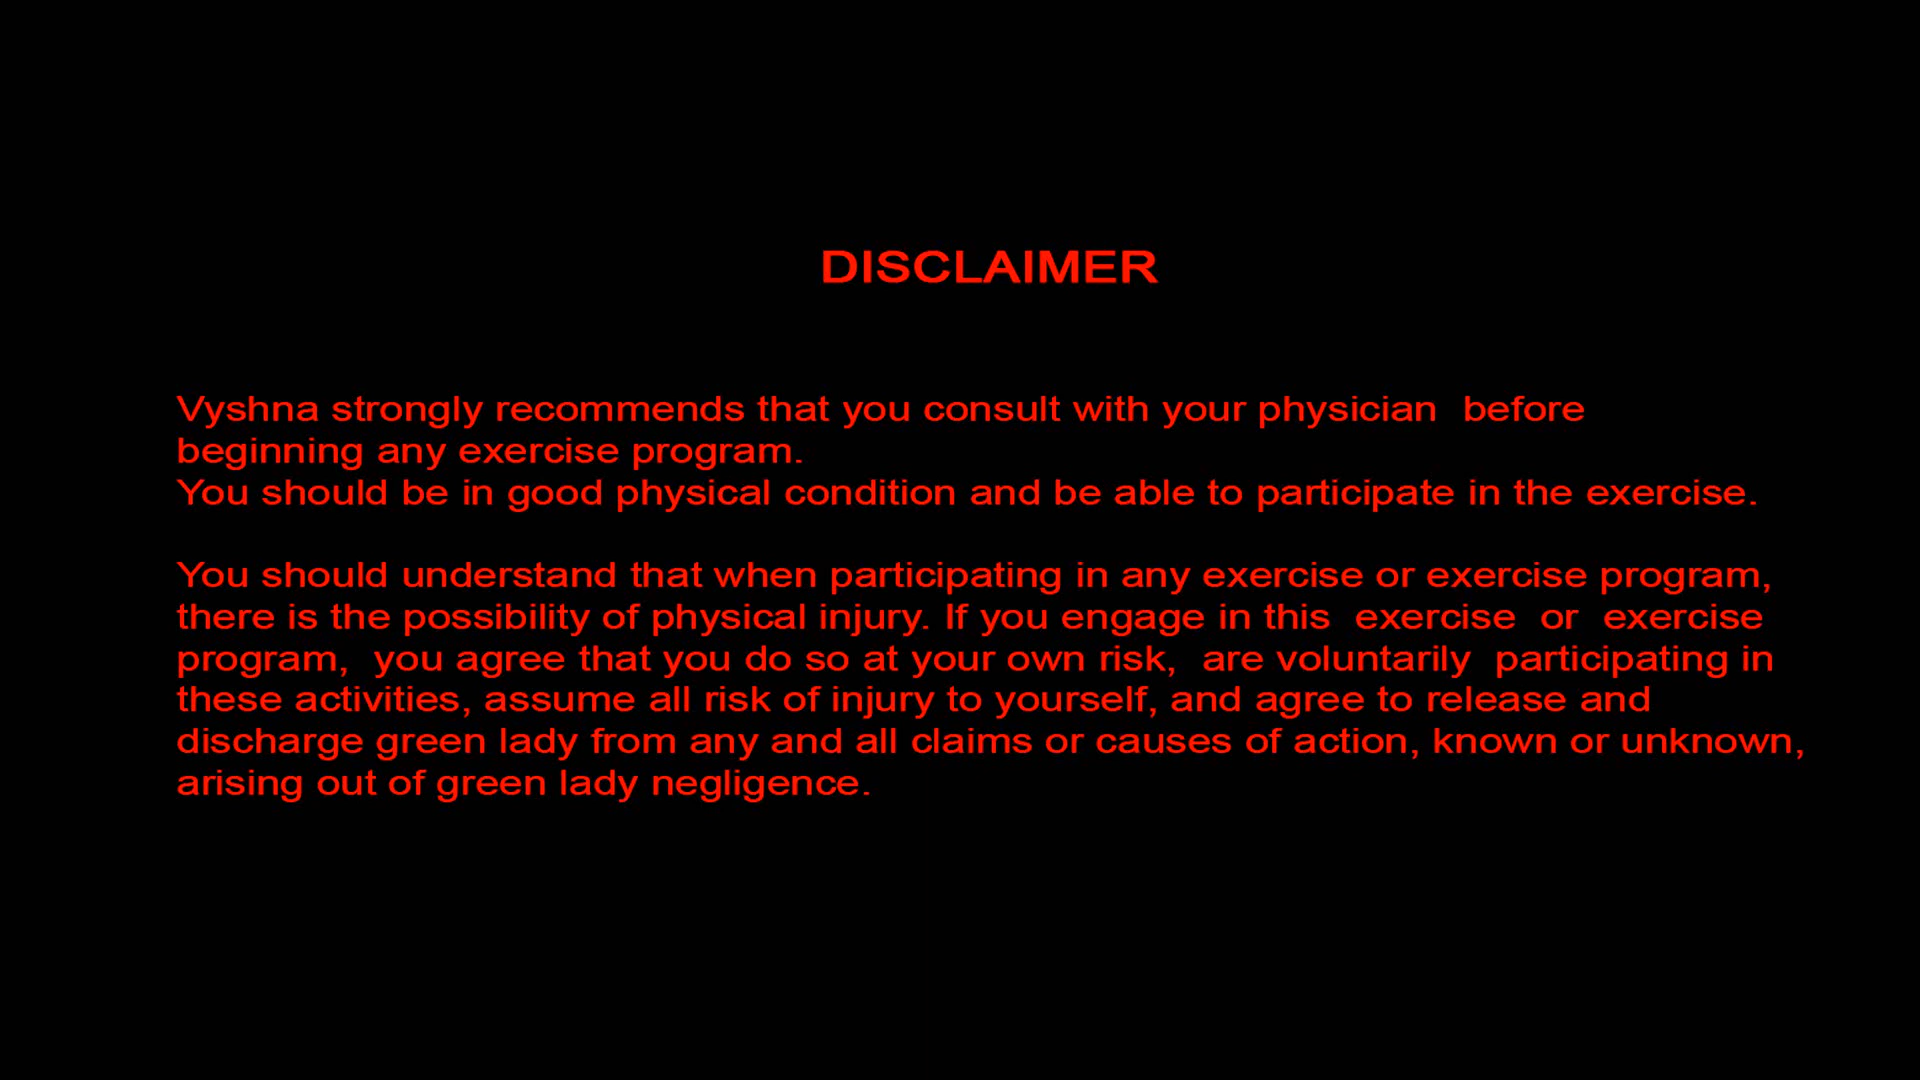 DISCLAIMER
Vyshna strongly recommends that you consult with your physician  before
beginning any exercise program.
You should be in good physical condition and be able to participate in the exercise.
You should understand that when participating in any exercise or exercise program,
there is the possibility of physical injury. If you engage in this  exercise  or  exercise
program,  you agree that you do so at your own risk,  are voluntarily  participating in
these activities, assume all risk of injury to yourself, and agree to release and
discharge green lady from any and all claims or causes of action, known or unknown,
arising out of green lady negligence.